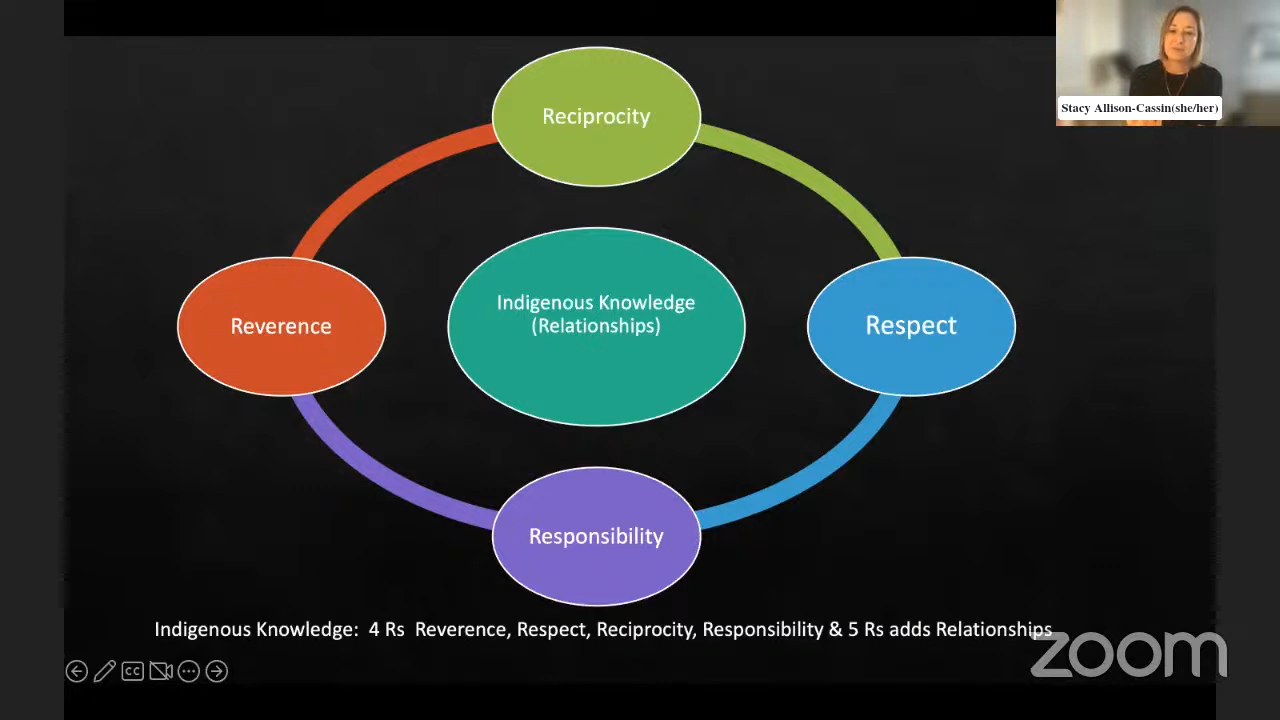 Stacy Allison-Cassin(she/her)
Reciprocity
Indigenous Knowledge
(Relationships)
Reverence
Respect
Responsibility
Indigenous Knowledge:  4 Rs  Reverence, Respect, Reciprocity, Responsibility & 5 Rs adds Relationships
CC
zoom